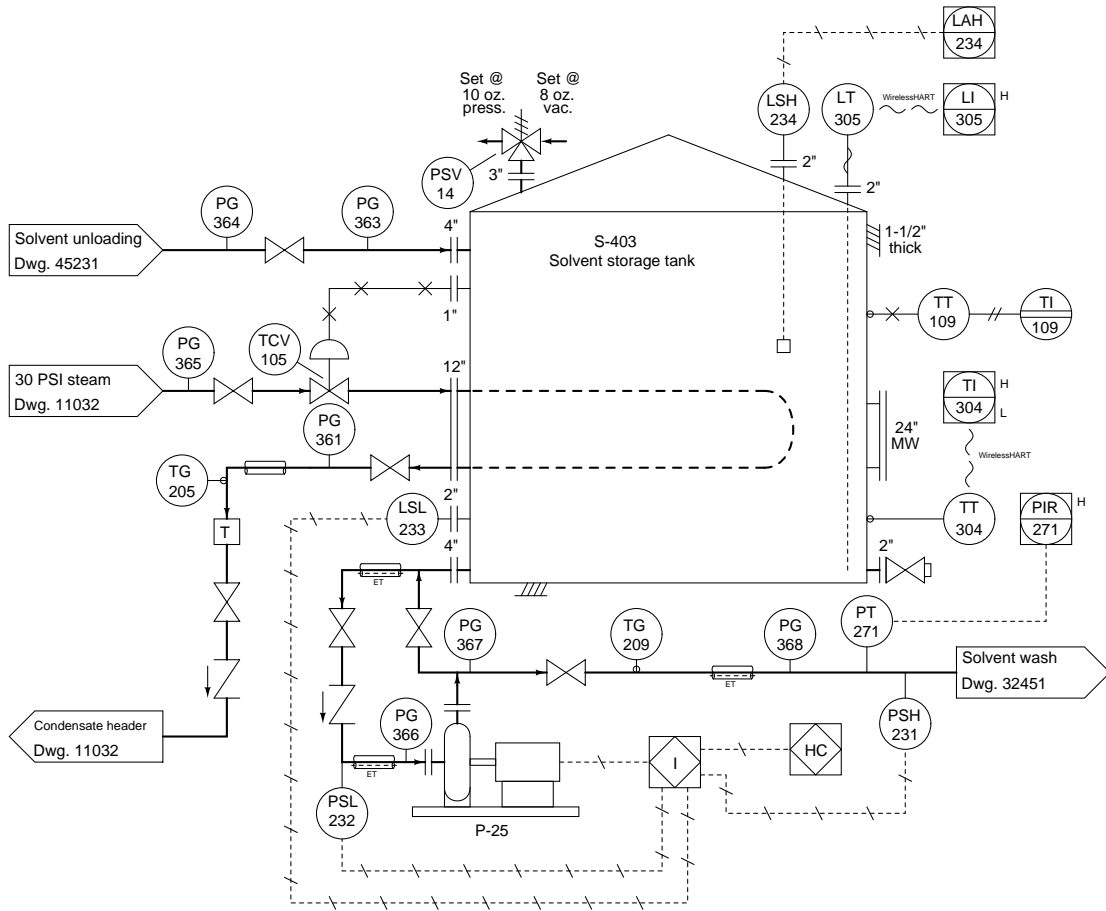 LAH
234
Set @
10 oz.
press.
Set @
8 oz.
vac.
LSH
234
LT
305
WirelessHART
LI
305
H
PSV
14
3"
2"
2"
PG
364
PG
363
4"
Solvent unloading
Dwg. 45231
S-403
Solvent storage tank
1-1/2"
thick
1"
TT
109
TI
109
PG
365
TCV
105
12"
30 PSI steam
Dwg. 11032
PG
361
TI
304
H
L
24"
MW
WirelessHART
TG
205
2"
LSL
233
TT
304
PIR
271
H
T
4"
ET
2"
PG
367
TG
209
PG
368
PT
271
ET
Solvent wash
Dwg. 32451
Condensate header
Dwg. 11032
PG
366
ET
PSH
231
I
HC
PSL
232
P-25